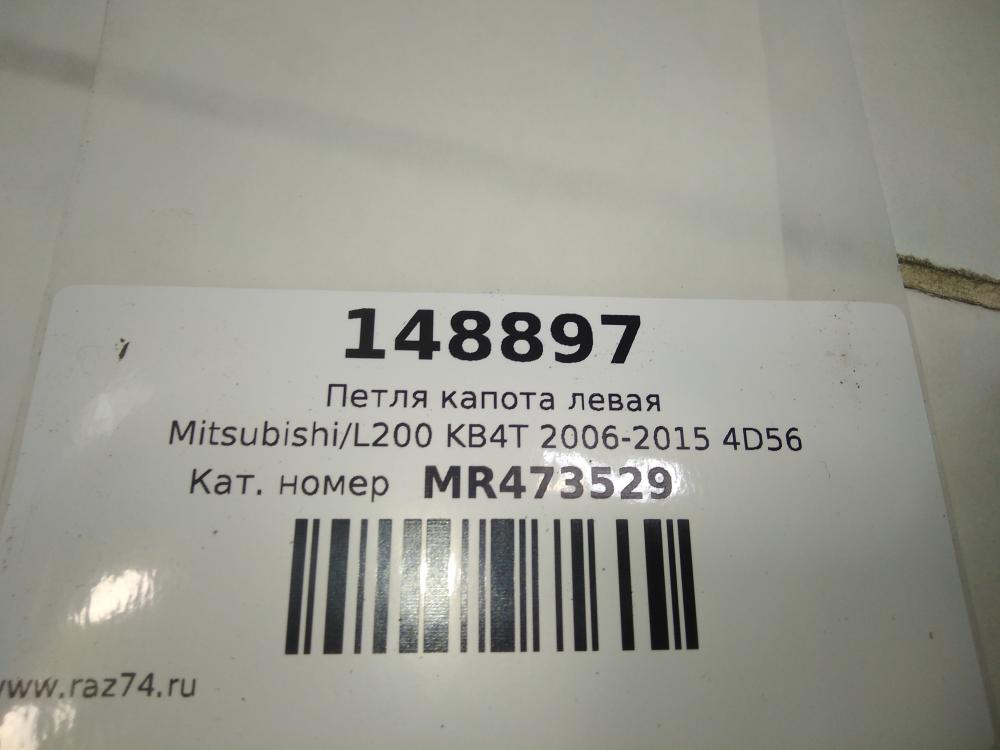 148897
Петля капота левая
Mitsubishi/L200 KB4T 2006-2015 4D56
Кат. номер MR473529
www.raz74.ru